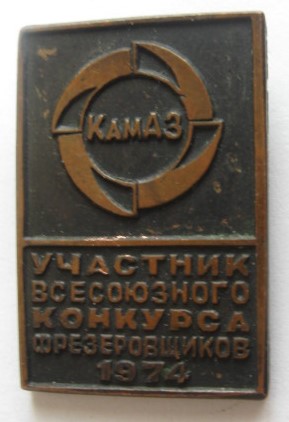 КамАЗ
УЧАСТНИК
ВСЕСОЮЗНОГО
КОНКУРСА
ФРЕЗЕРОВЩИКОВ
1974